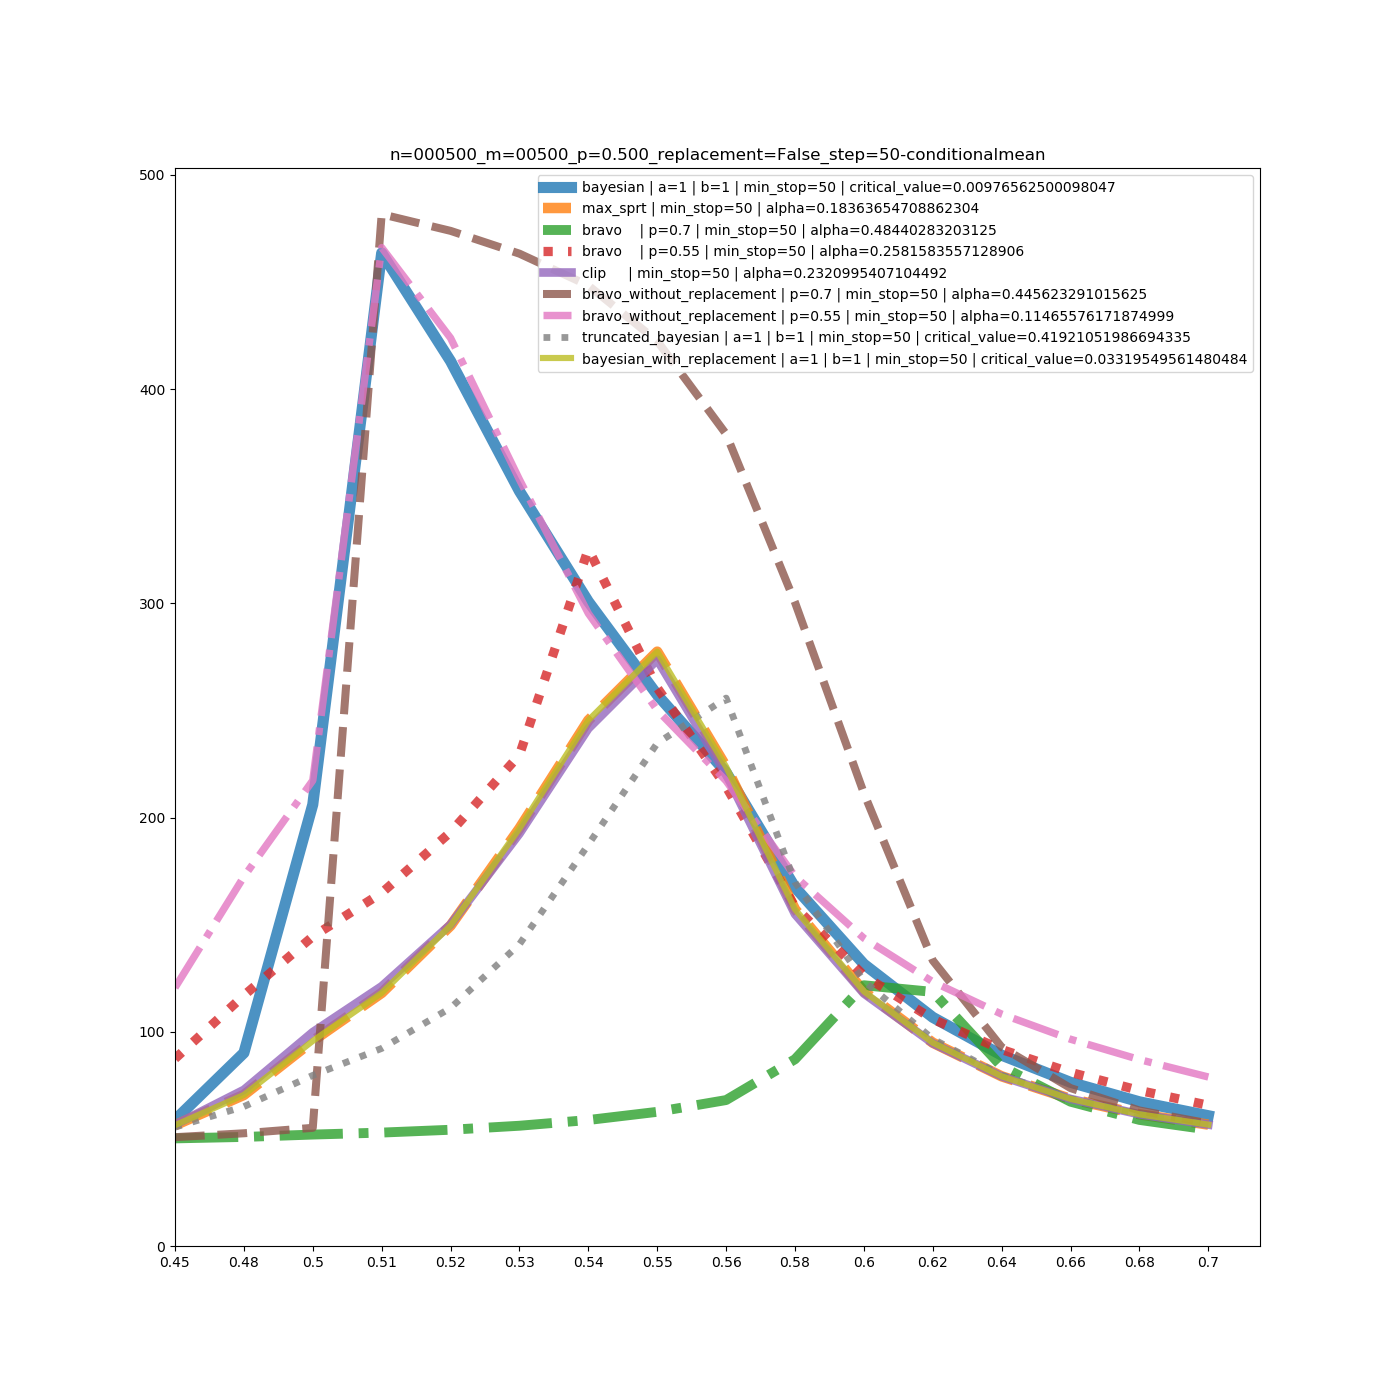 n=000500_m=00500_p=0.500_replacement=False_step=50-conditionalmean
bayesian | a=1 | b=1 | min_stop=50 | critical_value=0.00976562500098047
max_sprt | min_stop=50 | alpha=0.18363654708862304
bravo    | p=0.7 | min_stop=50 | alpha=0.48440283203125
bravo    | p=0.55 | min_stop=50 | alpha=0.2581583557128906
clip     | min_stop=50 | alpha=0.2320995407104492
bravo_without_replacement | p=0.7 | min_stop=50 | alpha=0.445623291015625
bravo_without_replacement | p=0.55 | min_stop=50 | alpha=0.11465576171874999
truncated_bayesian | a=1 | b=1 | min_stop=50 | critical_value=0.41921051986694335
bayesian_with_replacement | a=1 | b=1 | min_stop=50 | critical_value=0.03319549561480484
500
400
300
200
100
0
0.45 0.48 0.5 0.51 0.52 0.53 0.54 0.55 0.56 0.58 0.6 0.62 0.64 0.66 0.68 0.7